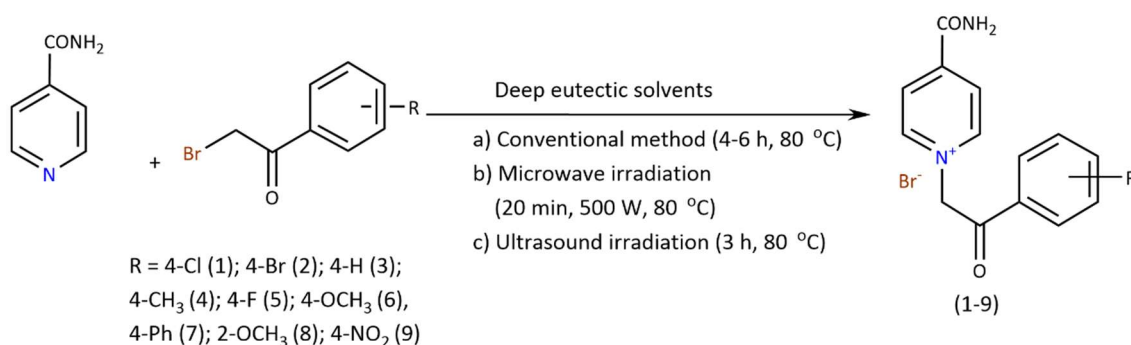 CONH₂
N
+
Br
O
R
R = 4-Cl (1); 4-Br (2); 4-H (3);
4-CH₃ (4); 4-F (5); 4-OCH₃ (6),
4-Ph (7); 2-OCH₃ (8); 4-NO₂ (9)
Deep eutectic solvents
a) Conventional method (4-6 h, 80 °C)
b) Microwave irradiation
(20 min, 500 W, 80 °C)
c) Ultrasound irradiation (3 h, 80 °C)
CONH₂
N⁺
Br⁻
R
O
(1-9)